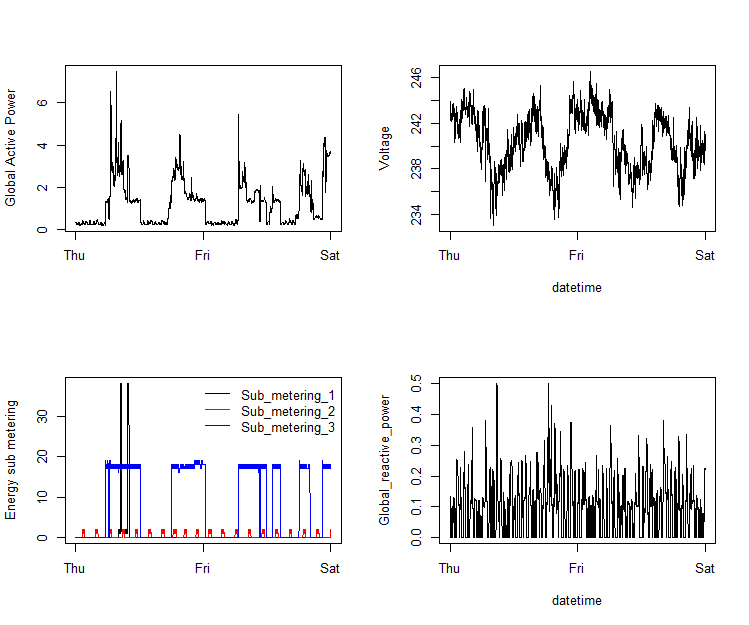 Global Active Power
0 2 4 6
Thu Fri Sat
Voltage
234 238 242 246
Thu Fri Sat
datetime
Energy sub metering
0 10 20 30
Sub_metering_1
Sub_metering_2
Sub_metering_3
Thu Fri Sat
Global_reactive_power
0.0 0.1 0.2 0.3 0.4 0.5
Thu Fri Sat
datetime